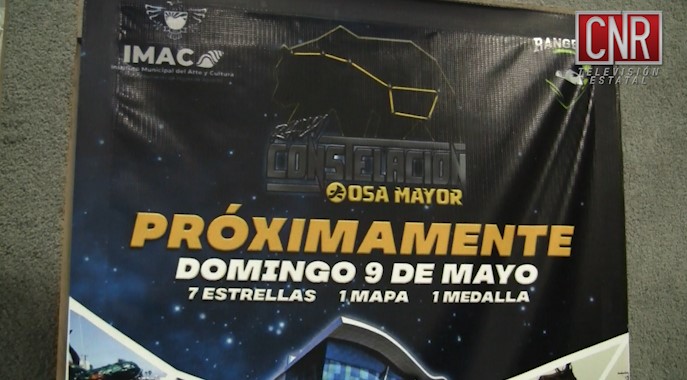 IMAC
Instituto Municipal del Arte y Cultura
CNR
TELEVISIÓN
ESTATAL
CONSTELACIÓN
OSA MAYOR
PRÓXIMAMENTE
DOMINGO 9 DE MAYO
7 ESTRELLAS 1 MAPA 1 MEDALLA